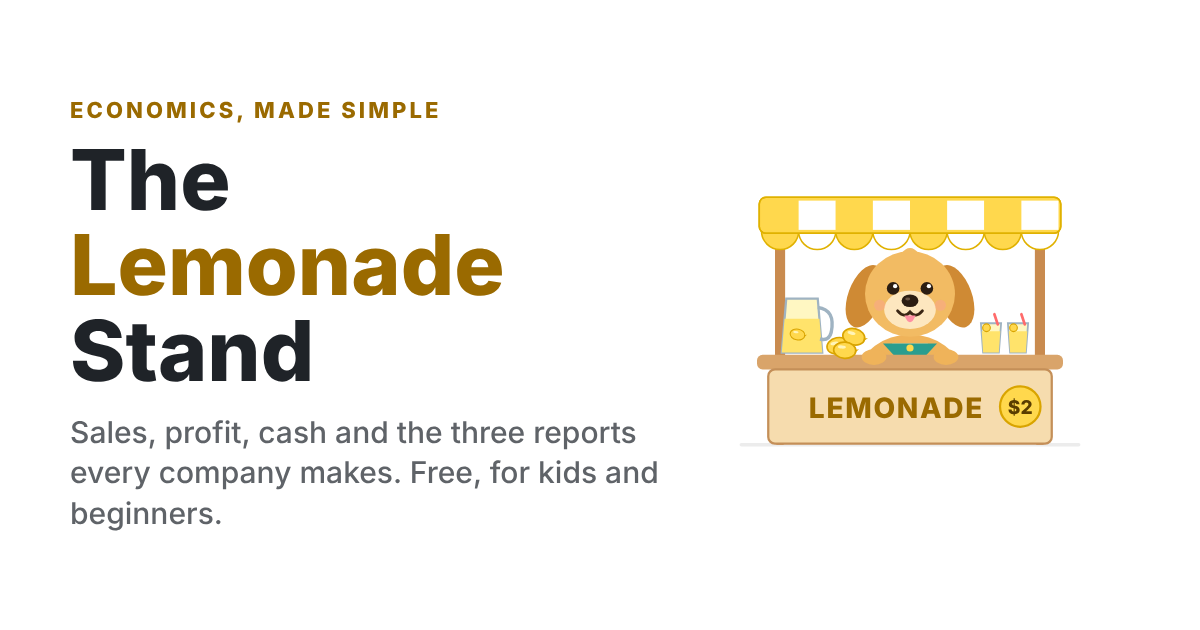 ECONOMICS, MADE SIMPLE
The
Lemonade
Stand
Sales, profit, cash and the three reports
every company makes. Free, for kids and
beginners.
LEMONADE
$2